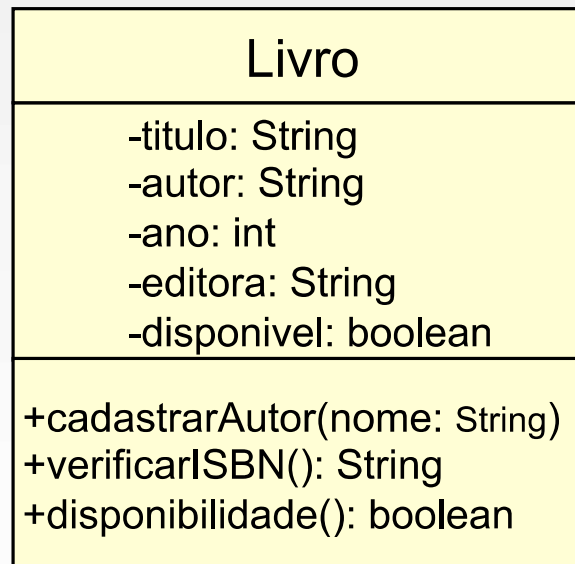 Livro
-titulo: String
-autor: String
-ano: int
-editora: String
-disponivel: boolean
+cadastrarAutor(nome: String)
+verificarISBN(): String
+disponibilidade(): boolean